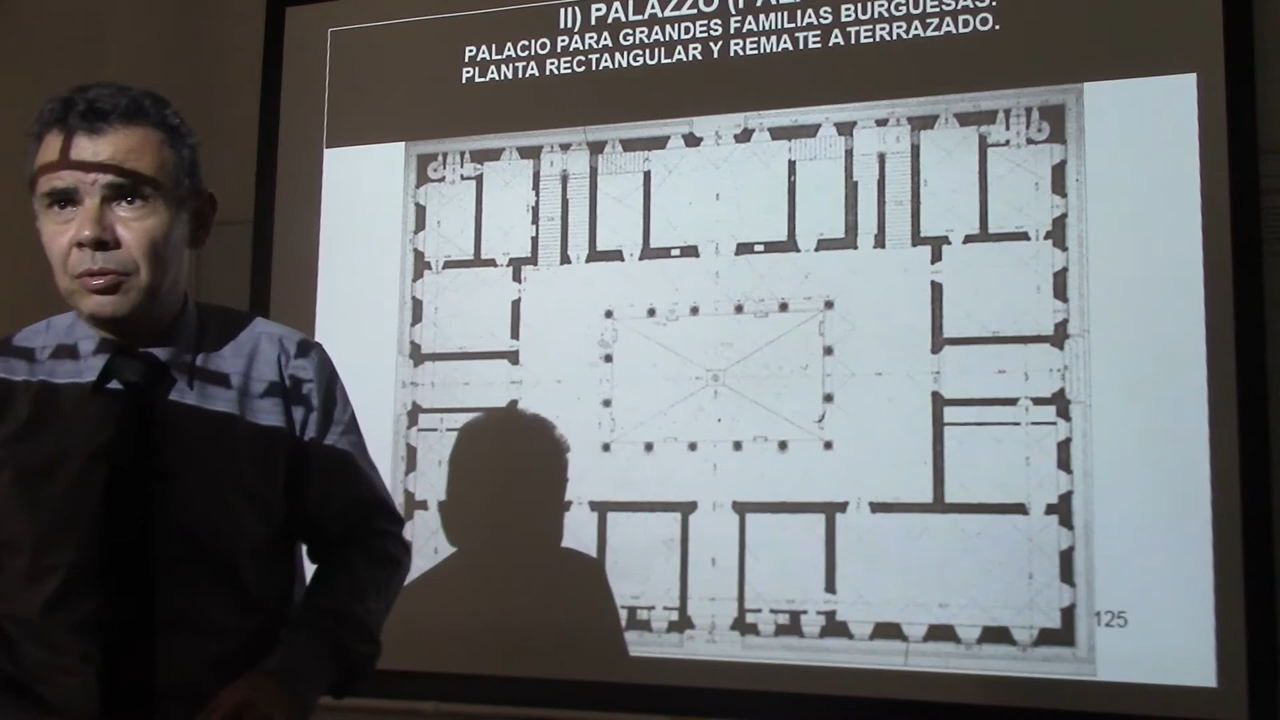 II) PALAZZO
PALACIO PARA GRANDES FAMILIAS BURGUESAS.
PLANTA RECTANGULAR Y REMATE ATERRAZADO.
125